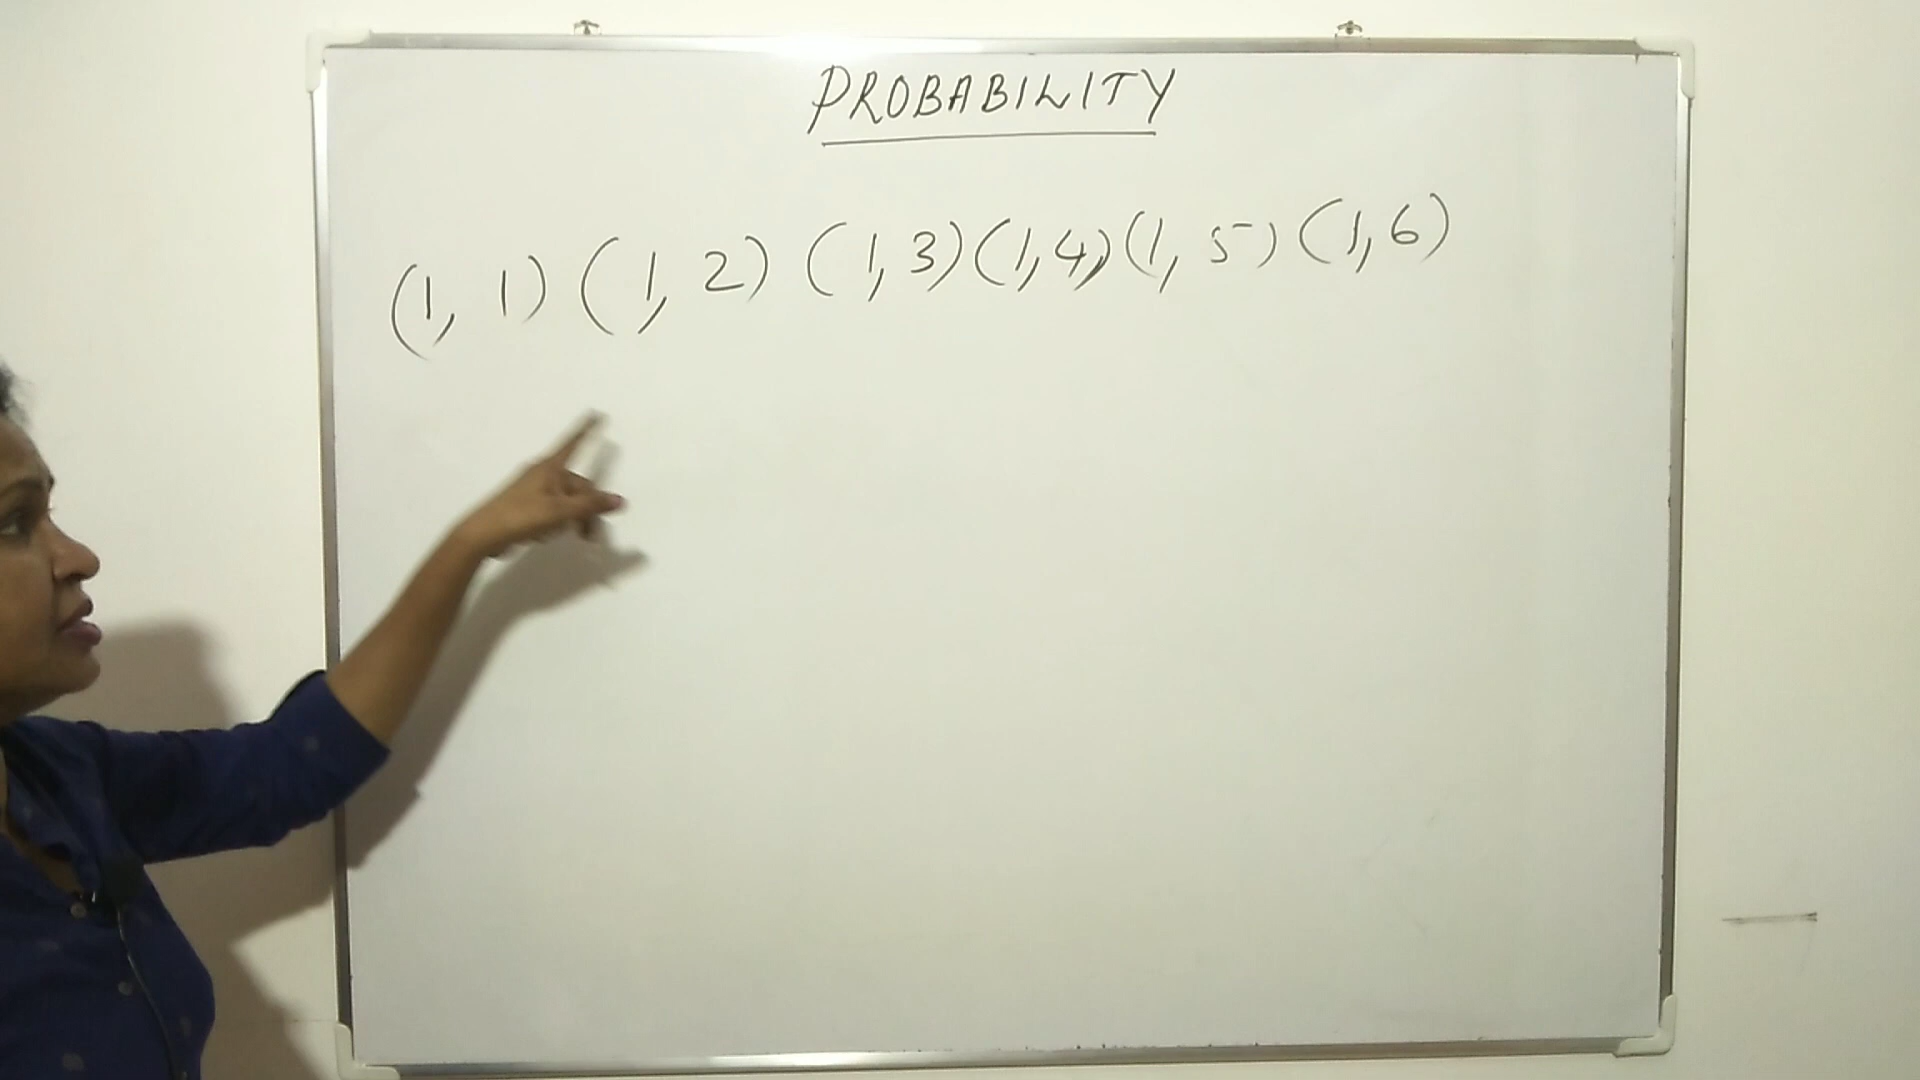 PROBABILITY
(1, 1) (1, 2) (1, 3) (1, 4) (1, 5) (1, 6)